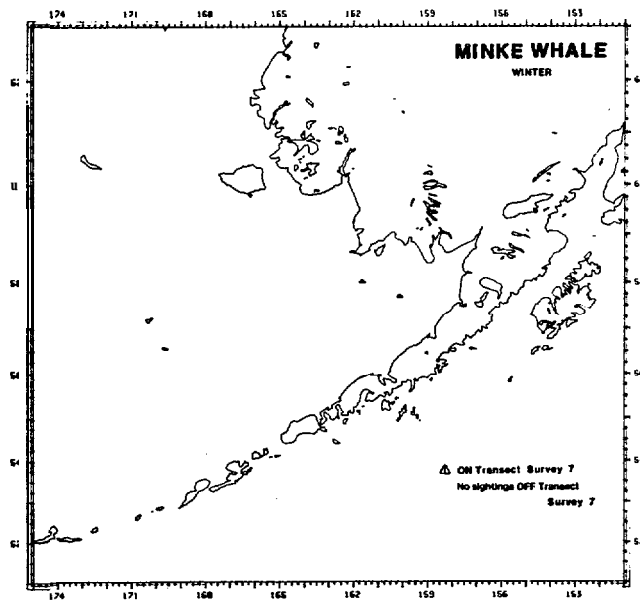 174 171 168 165 162 159 156 153
MINKE WHALE
WINTER
ON Transect Survey 7
No sightings OFF Transect
Survey 7
174 171 168 165 162 159 156 153